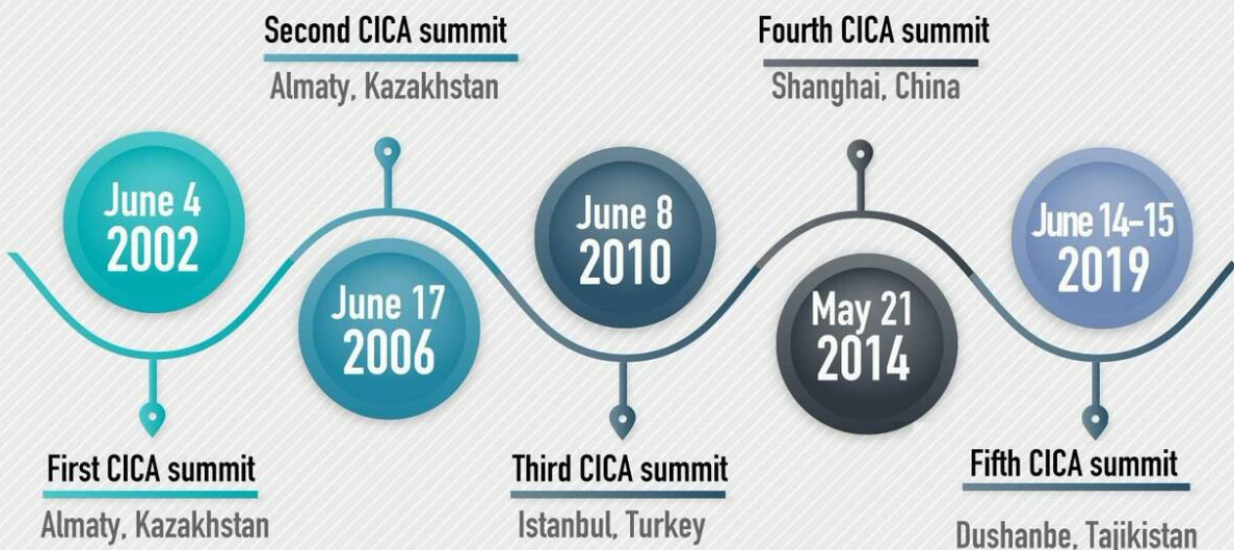 Second CICA summit
Almaty, Kazakhstan
Fourth CICA summit
Shanghai, China
June 4
2002
June 17
2006
June 8
2010
May 21
2014
June 14-15
2019
First CICA summit
Almaty, Kazakhstan
Third CICA summit
Istanbul, Turkey
Fifth CICA summit
Dushanbe, Tajikistan